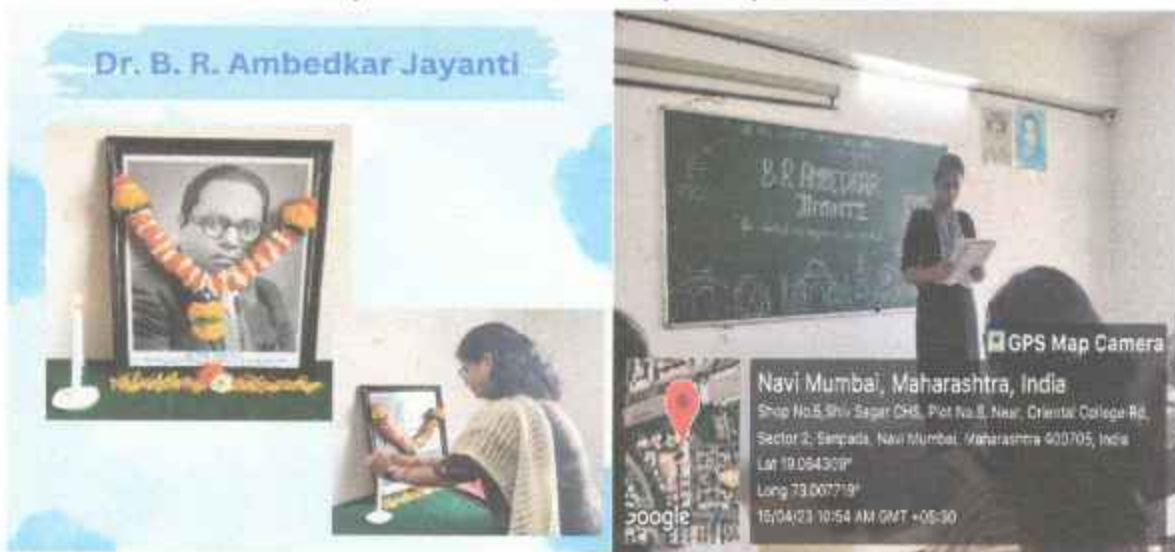 Dr. B. R. Ambedkar Jayanti
B.R AMBEDKAR
GPS Map Camera
Navi Mumbai, Maharashtra, India
Shop No.5 Shiv Sagar CHS, Plot No.8, Near, Oriental College Rd,
Sector 2, Sanpada, Navi Mumbai, Maharashtra 400705, India
Lat 19.064309°
Long 73.007719°
15/04/23 10:54 AM GMT +05:30
Google